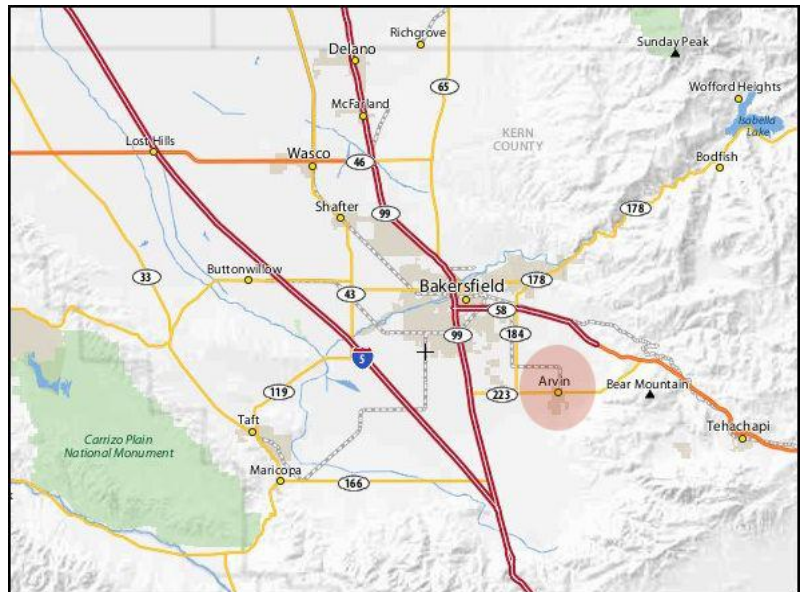 Richgrove
Delano
Sunday Peak
65
Wofford Heights
McFarland
Isabella
Lake
KERN
COUNTY
Lost Hills
Wasco
46
Bodfish
Shafter
99
178
Buttonwillow
33
43
Bakersfield
178
58
99
184
5
Arvin
Bear Mountain
119
223
Taft
Tehachapi
Carrizo Plain
National Monument
Maricopa
166